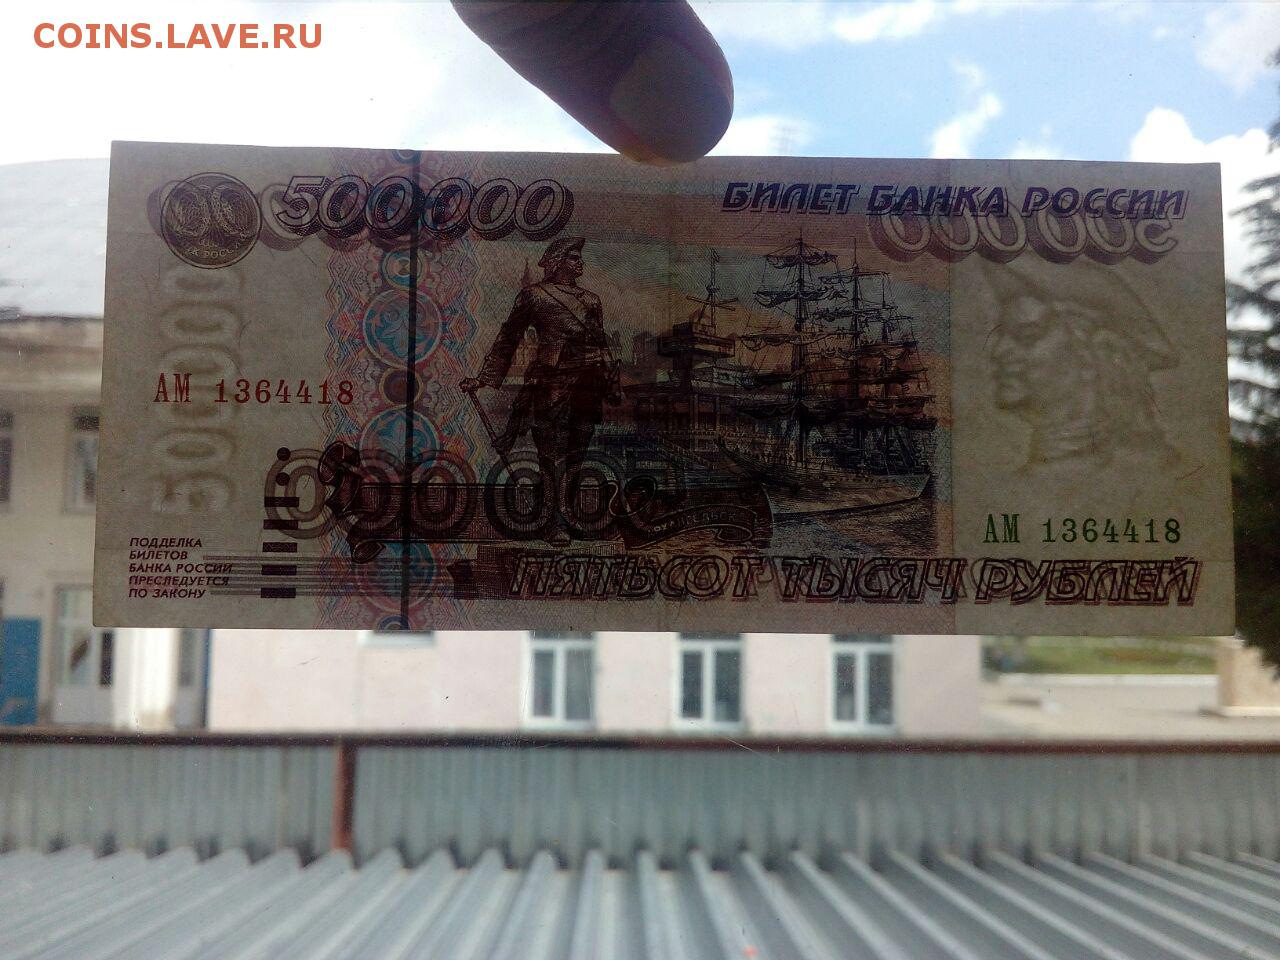 COINS.LAVE.RU
500000
БИЛЕТ БАНКА РОССИИ
АМ 1364418
500000
АМ 1364418
ПОДДЕЛКА
БИЛЕТОВ
БАНКА РОССИИ
ПРЕСЛЕДУЕТСЯ
ПО ЗАКОНУ
ПЯТЬСОТ ТЫСЯЧ РУБЛЕЙ